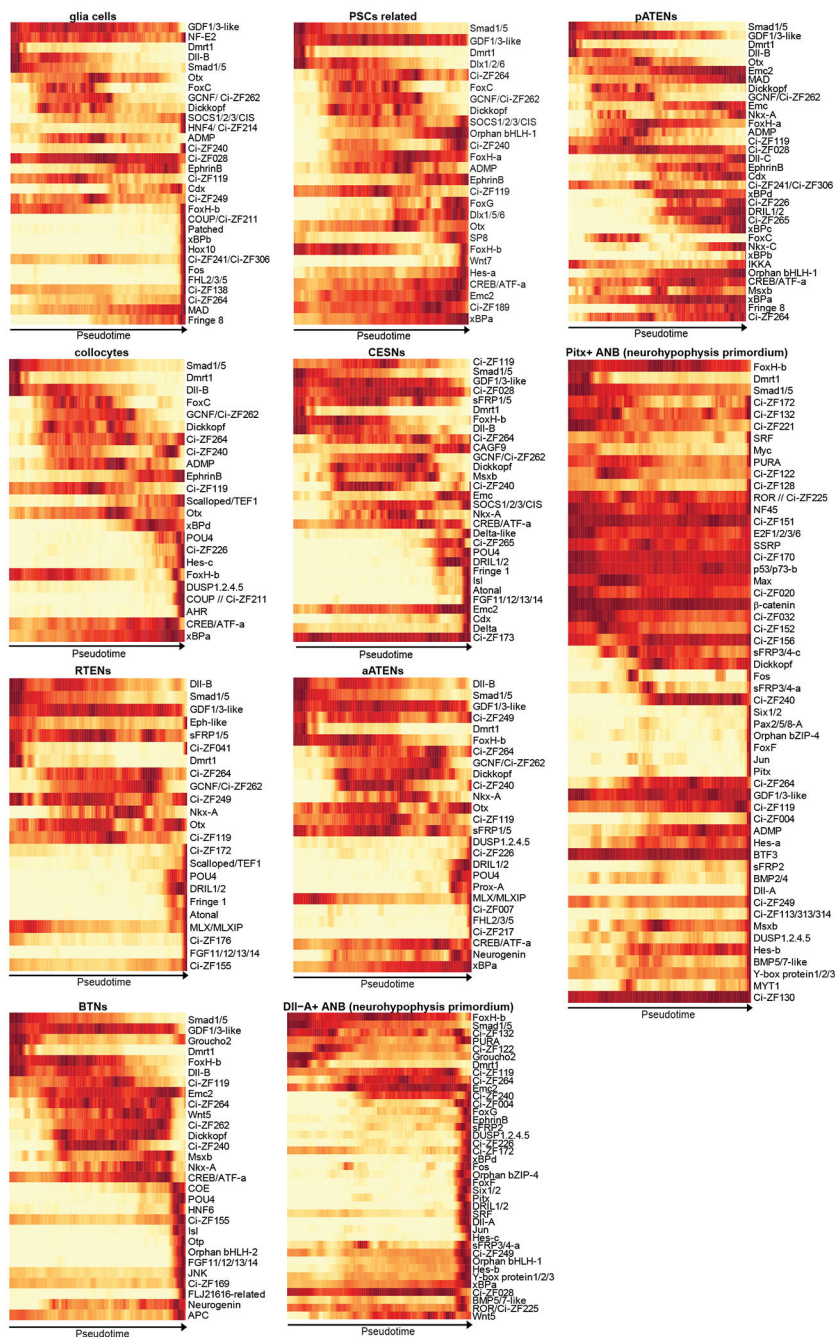 glia cells
GDF1/3-like
NF-E2
Dmrt1
Dll-B
Smad1/5
Otx
FoxC
GCNF/ Ci-ZF262
Dickkopf
SOCS1/2/3/CIS
HNF4/ Ci-ZF214
ADMP
Ci-ZF240
Ci-ZF028
EphrinB
Ci-ZF119
Cdx
Ci-ZF249
FoxH-b
COUP/Ci-ZF211
Patched
xBPb
Hox10
Ci-ZF241/Ci-ZF306
Fos
FHL2/3/5
Ci-ZF138
Ci-ZF264
MAD
Fringe 8
Pseudotime
PSCs related
Smad1/5
GDF1/3-like
Dmrt1
Dlx1/2/6
Ci-ZF264
FoxC
GCNF/Ci-ZF262
Dickkopf
SOCS1/2/3/CIS
Orphan bHLH-1
Ci-ZF240
FoxH-a
ADMP
EphrinB
Ci-ZF119
FoxG
Dlx1/5/6
Otx
SP8
FoxH-b
Wnt7
Hes-a
CREB/ATF-a
Emc2
Ci-ZF189
xBPa
Pseudotime
pATENs
Smad1/5
GDF1/3-like
Dmrt1
Dll-B
Otx
Emc2
MAD
Dickkopf
GCNF/Ci-ZF262
Emc
Nkx-A
FoxH-a
ADMP
Ci-ZF119
Ci-ZF028
Dll-C
EphrinB
Cdx
Ci-ZF241/Ci-ZF306
xBPd
Ci-ZF226
DRIL1/2
Ci-ZF265
xBPc
FoxC
Nkx-C
xBPb
IKKA
Orphan bHLH-1
CREB/ATF-a
Msxb
xBPa
Fringe 8
Ci-ZF264
Pseudotime
collocytes
Smad1/5
Dmrt1
Dll-B
FoxC
GCNF/Ci-ZF262
Dickkopf
Ci-ZF264
Ci-ZF240
ADMP
EphrinB
Ci-ZF119
Scalloped/TEF1
Otx
xBPd
POU4
Ci-ZF226
Hes-c
FoxH-b
DUSP1.2.4.5
COUP // Ci-ZF211
AHR
CREB/ATF-a
xBPa
Pseudotime
CESNs
Ci-ZF119
Smad1/5
GDF1/3-like
Ci-ZF028
sFRP1/5
Dmrt1
FoxH-b
Dll-B
Ci-ZF264
CAGF9
GCNF/Ci-ZF262
Dickkopf
Msxb
Ci-ZF240
Emc
SOCS1/2/3/CIS
Nkx-A
CREB/ATF-a
Delta-like
Ci-ZF265
POU4
DRIL1/2
Fringe 1
Isl
Atonal
FGF11/12/13/14
Emc2
Cdx
Delta
Ci-ZF173
Pseudotime
Pitx+ ANB (neurohypophysis primordium)
FoxH-b
Dmrt1
Smad1/5
Ci-ZF172
Ci-ZF132
Ci-ZF221
SRF
Myc
PURA
Ci-ZF122
Ci-ZF128
ROR // Ci-ZF225
NF45
Ci-ZF151
E2F1/2/3/6
SSRP
Ci-ZF170
p53/p73-b
Max
Ci-ZF020
β-catenin
Ci-ZF032
Ci-ZF152
Ci-ZF156
sFRP3/4-c
Dickkopf
Fos
sFRP3/4-a
Ci-ZF240
Six1/2
Pax2/5/8-A
Orphan bZIP-4
FoxF
Jun
Pitx
Ci-ZF264
GDF1/3-like
Ci-ZF119
Ci-ZF004
ADMP
Hes-a
BTF3
sFRP2
BMP2/4
Dll-A
Ci-ZF249
Ci-ZF113/313/314
Msxb
DUSP1.2.4.5
Hes-b
BMP5/7-like
Y-box protein1/2/3
MYT1
Ci-ZF130
Pseudotime
RTENs
Dll-B
Smad1/5
GDF1/3-like
Eph-like
sFRP1/5
Ci-ZF041
Dmrt1
Ci-ZF264
GCNF/Ci-ZF262
Ci-ZF249
Nkx-A
Otx
Ci-ZF119
Ci-ZF172
Scalloped/TEF1
POU4
DRIL1/2
Fringe 1
Atonal
MLX/MLXIP
Ci-ZF176
FGF11/12/13/14
Ci-ZF155
Pseudotime
aATENs
Dll-B
Smad1/5
GDF1/3-like
Ci-ZF249
Dmrt1
FoxH-b
Ci-ZF264
GCNF/Ci-ZF262
Dickkopf
Ci-ZF240
Nkx-A
Otx
Ci-ZF119
sFRP1/5
DUSP1.2.4.5
Ci-ZF226
DRIL1/2
POU4
Prox-A
MLX/MLXIP
Ci-ZF007
FHL2/3/5
Ci-ZF217
CREB/ATF-a
Neurogenin
xBPa
Pseudotime
BTNs
Smad1/5
GDF1/3-like
Groucho2
Dmrt1
FoxH-b
Dll-B
Ci-ZF119
Emc2
Ci-ZF264
Wnt5
Ci-ZF262
Dickkopf
Ci-ZF240
Msxb
Nkx-A
CREB/ATF-a
COE
POU4
HNF6
Ci-ZF155
Isl
Otp
Orphan bHLH-2
FGF11/12/13/14
JNK
Ci-ZF169
FLJ21616-related
Neurogenin
APC
Pseudotime
Dll−A+ ANB (neurohypophysis primordium)
FoxH-b
Smad1/5
Ci-ZF132
PURA
Ci-ZF122
Groucho2
Dmrt1
Ci-ZF119
Ci-ZF264
Emc2
Ci-ZF240
Ci-ZF004
FoxG
EphrinB
sFRP2
DUSP1.2.4.5
Ci-ZF226
Ci-ZF172
xBPd
Fos
Orphan bZIP-4
FoxF
Six1/2
Pitx
DRIL1/2
SRF
Dll-A
Jun
Hes-c
sFRP3/4-a
Ci-ZF249
Orphan bHLH-1
Hes-b
Y-box protein1/2/3
xBPa
Ci-ZF028
BMP5/7-like
ROR/Ci-ZF225
Wnt5
Pseudotime